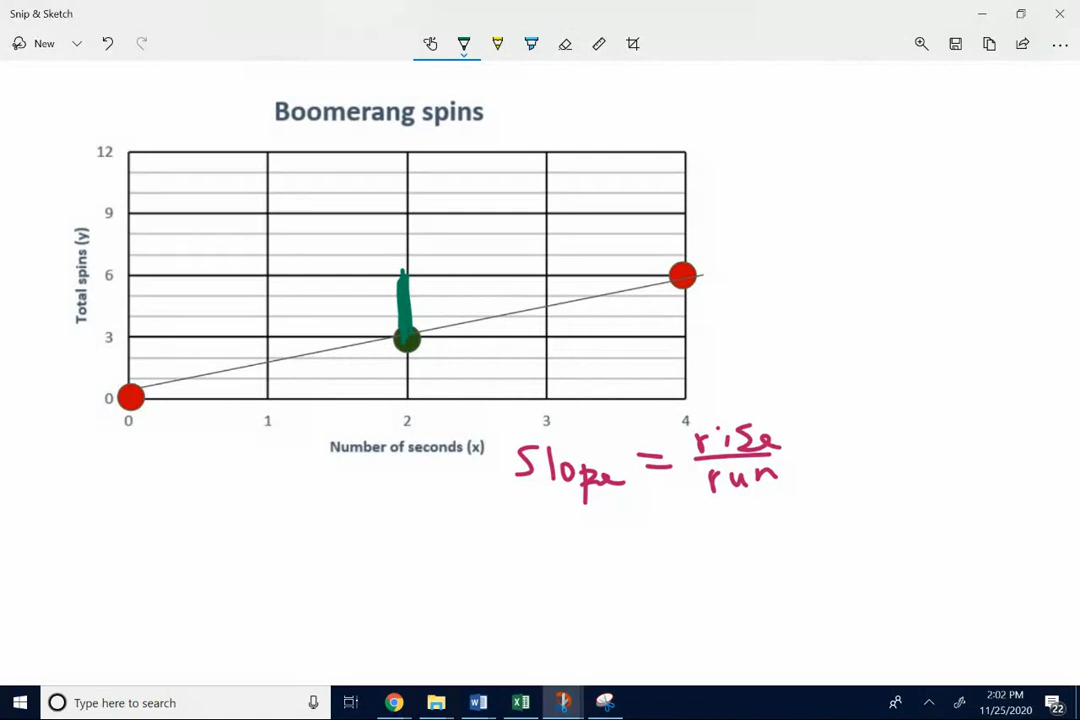 Snip & Sketch
New
Boomerang spins
12
9
6
3
0
Total spins (y)
0 1 2 3 4
Number of seconds (x)
Slope = rise
run
Type here to search
2:02 PM
11/25/2020
22